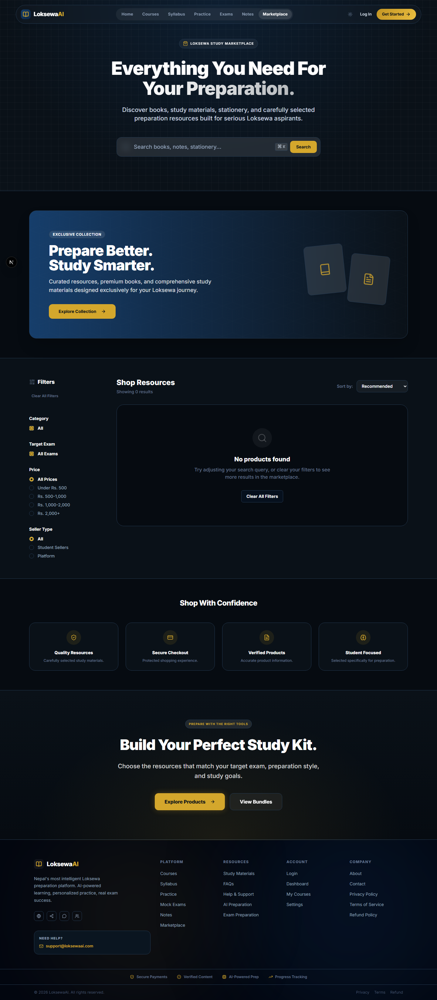 LoksewaAI
Home Courses Syllabus Practice Exams Notes Marketplace
Log In
Get Started →
LOKSEWA STUDY MARKETPLACE
Everything You Need For
Your Preparation.
Discover books, study materials, stationery, and carefully selected
preparation resources built for serious Loksewa aspirants.
Search books, notes, stationery...
⌘ K
Search
EXCLUSIVE COLLECTION
Prepare Better.
Study Smarter.
Curated resources, premium books, and comprehensive study
materials designed exclusively for your Loksewa journey.
Explore Collection →
N
Filters
Clear All Filters
Category
All
Target Exam
All Exams
Price
All Prices
Under Rs. 500
Rs. 500-1,000
Rs. 1,000-2,000
Rs. 2,000+
Seller Type
All
Student Sellers
Platform
Shop Resources
Showing 0 results
Sort by: Recommended
No products found
Try adjusting your search query, or clear your filters to see
more results in the marketplace.
Clear All Filters
Shop With Confidence
Quality Resources
Carefully selected study materials.
Secure Checkout
Protected shopping experience.
Verified Products
Accurate product information.
Student Focused
Selected specifically for preparation.
PREPARE WITH THE RIGHT TOOLS
Build Your Perfect Study Kit.
Choose the resources that match your target exam, preparation style,
and study goals.
Explore Products →
View Bundles
LoksewaAI
Nepal's most intelligent Loksewa
preparation platform. AI-powered
learning, personalized practice, real exam
success.
NEED HELP?
support@loksewaai.com
PLATFORM
Courses
Syllabus
Practice
Mock Exams
Notes
Marketplace
RESOURCES
Study Materials
FAQs
Help & Support
AI Preparation
Exam Preparation
ACCOUNT
Login
Dashboard
My Courses
Settings
COMPANY
About
Contact
Privacy Policy
Terms of Service
Refund Policy
Secure Payments
Verified Content
AI-Powered Prep
Progress Tracking
© 2026 LoksewaAI. All rights reserved.
Privacy Terms Refund